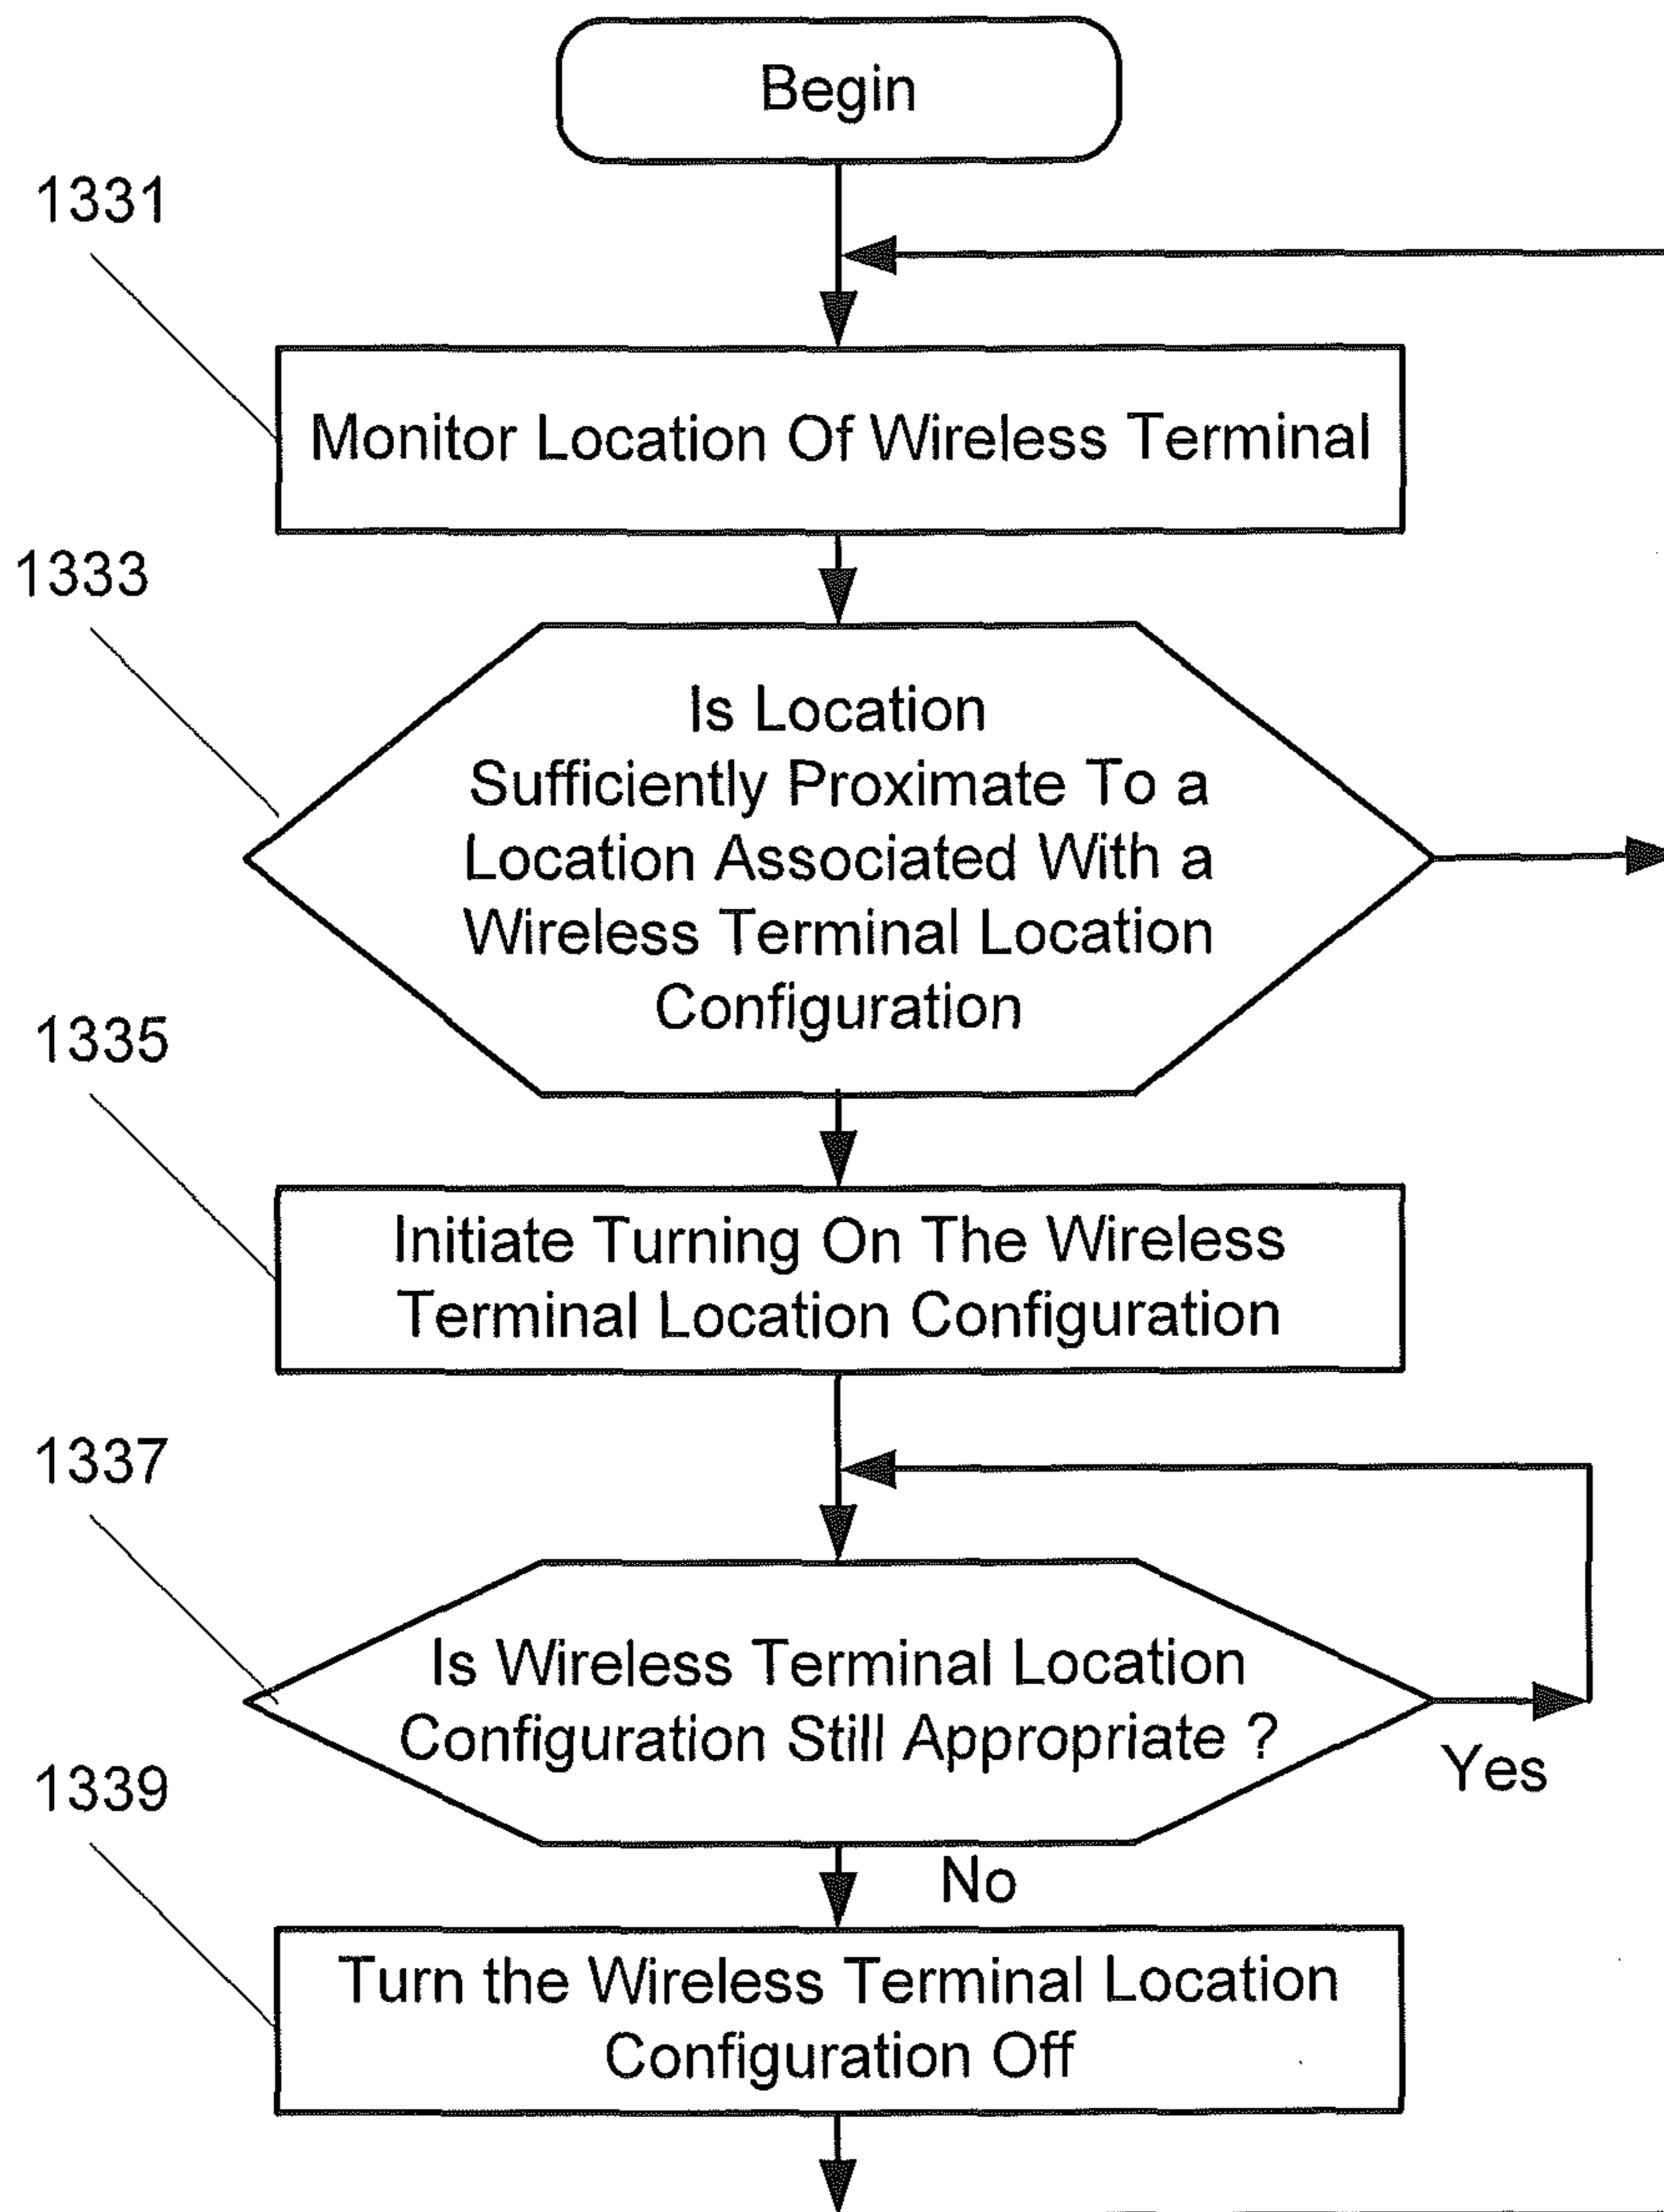 Begin
1331
Monitor Location Of Wireless Terminal
1333
Is Location
Sufficiently Proximate To a
Location Associated With a
Wireless Terminal Location
Configuration
1335
Initiate Turning On The Wireless
Terminal Location Configuration
1337
Is Wireless Terminal Location
Configuration Still Appropriate ?
Yes
1339
No
Turn the Wireless Terminal Location
Configuration Off